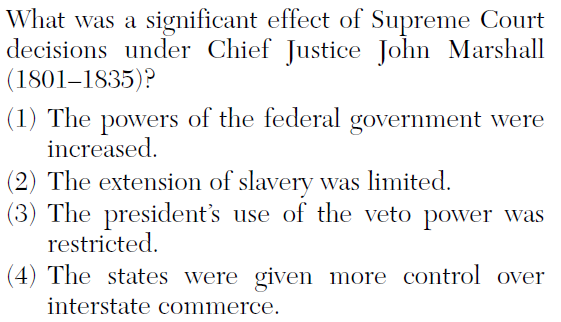 What was a significant effect of Supreme Court
decisions under Chief Justice John Marshall
(1801–1835)?
(1) The powers of the federal government were
increased.
(2) The extension of slavery was limited.
(3) The president’s use of the veto power was
restricted.
(4) The states were given more control over
interstate commerce.